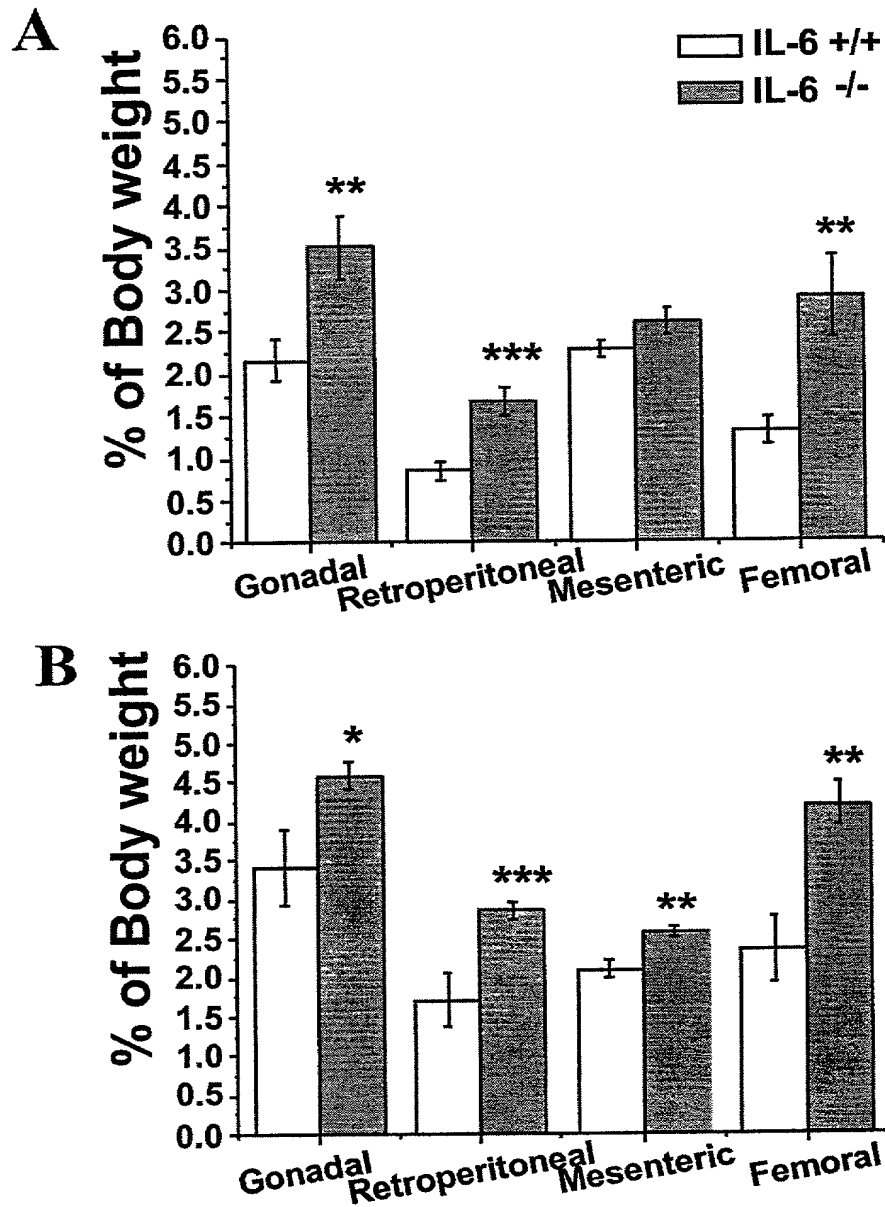 A
IL-6 +/+
IL-6 -/-
% of Body weight
6.0
5.5
5.0
4.5
4.0
3.5
3.0
2.5
2.0
1.5
1.0
0.5
0.0
**
***
**
Gonadal
Retroperitoneal
Mesenteric
Femoral
B
% of Body weight
6.0
5.5
5.0
4.5
4.0
3.5
3.0
2.5
2.0
1.5
1.0
0.5
0.0
*
***
**
**
Gonadal
Retroperitoneal
Mesenteric
Femoral